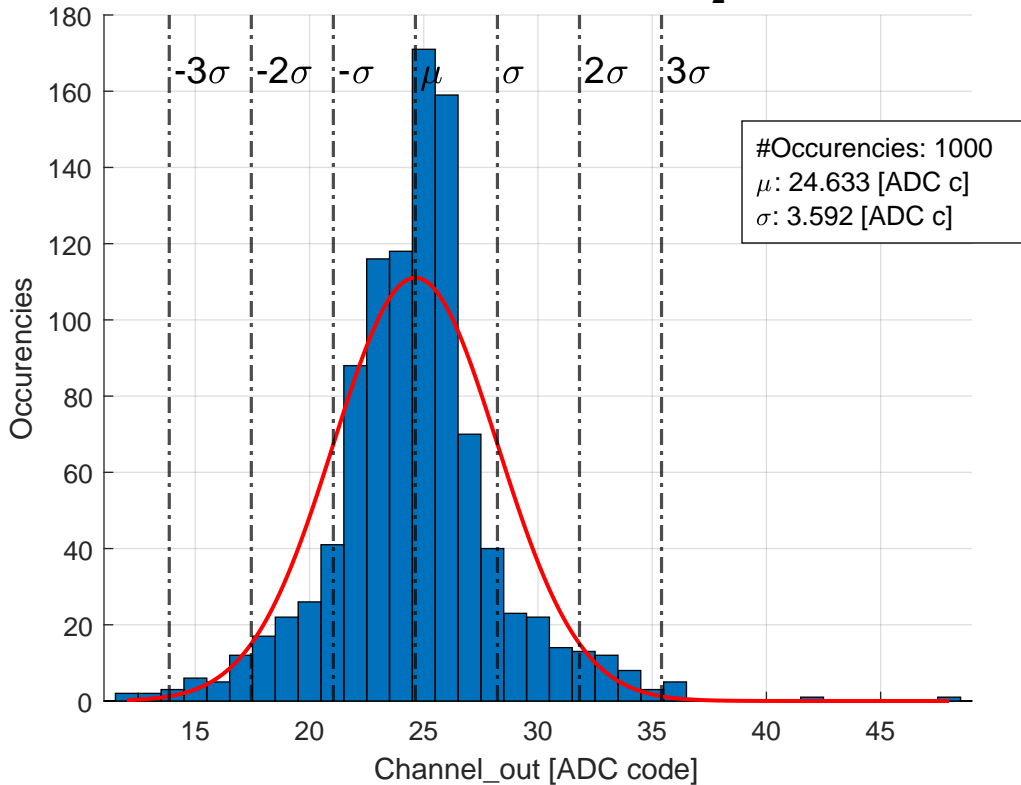 180
160
140
120
100
80
60
40
20
0
Occurencies
-3σ -2σ -σ μ σ 2σ 3σ
#Occurencies: 1000
μ: 24.633 [ADC c]
σ: 3.592 [ADC c]
15 20 25 30 35 40 45
Channel_out [ADC code]